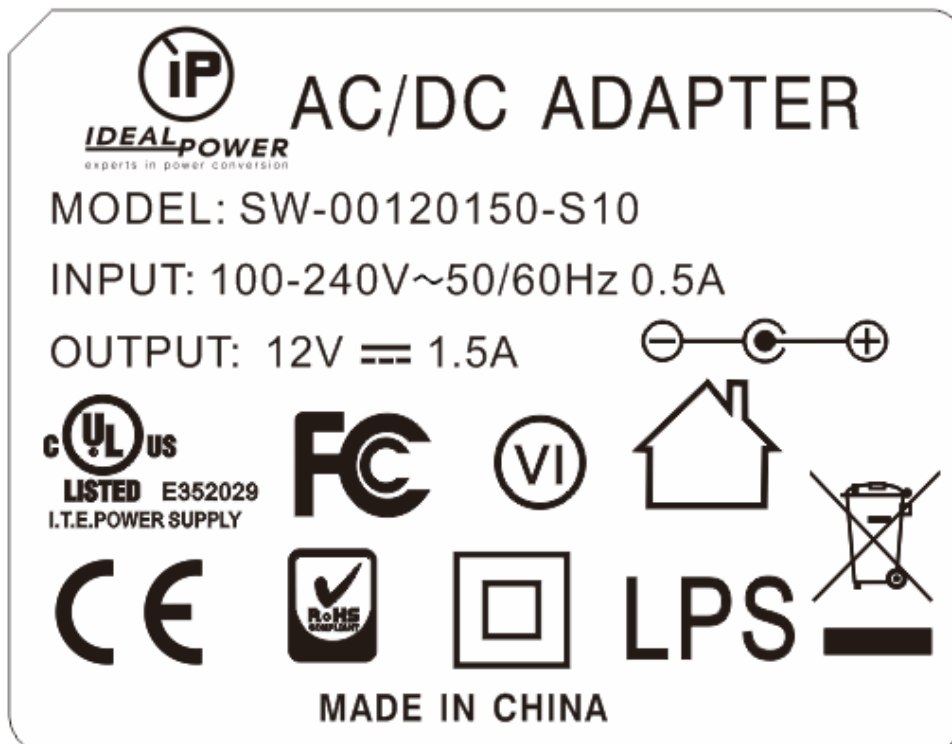 iP
IDEAL POWER
experts in power conversion
AC/DC ADAPTER
MODEL: SW-00120150-S10
INPUT: 100-240V~50/60Hz 0.5A
OUTPUT: 12V ⎓ 1.5A
C UL US
LISTED E352029
I.T.E.POWER SUPPLY
FC
VI
CE
RoHS
COMPLIANT
LPS
MADE IN CHINA